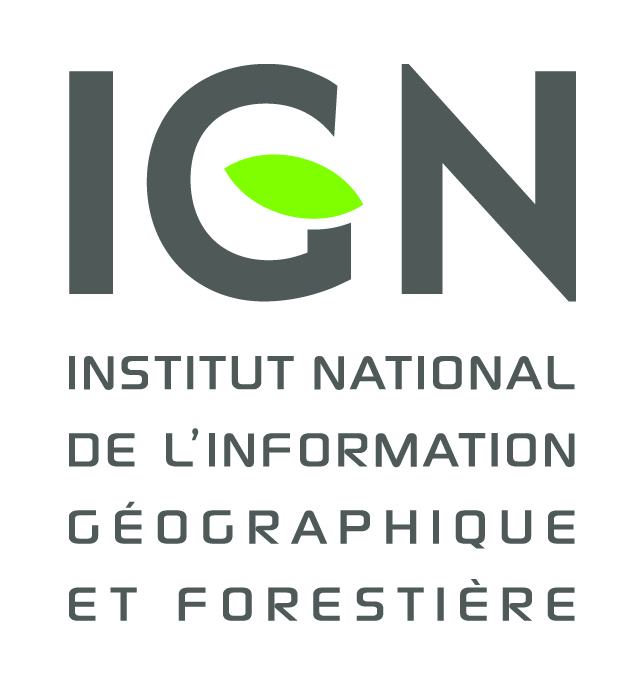 IGN
INSTITUT NATIONAL
DE L’INFORMATION
GÉOGRAPHIQUE
ET FORESTIÈRE